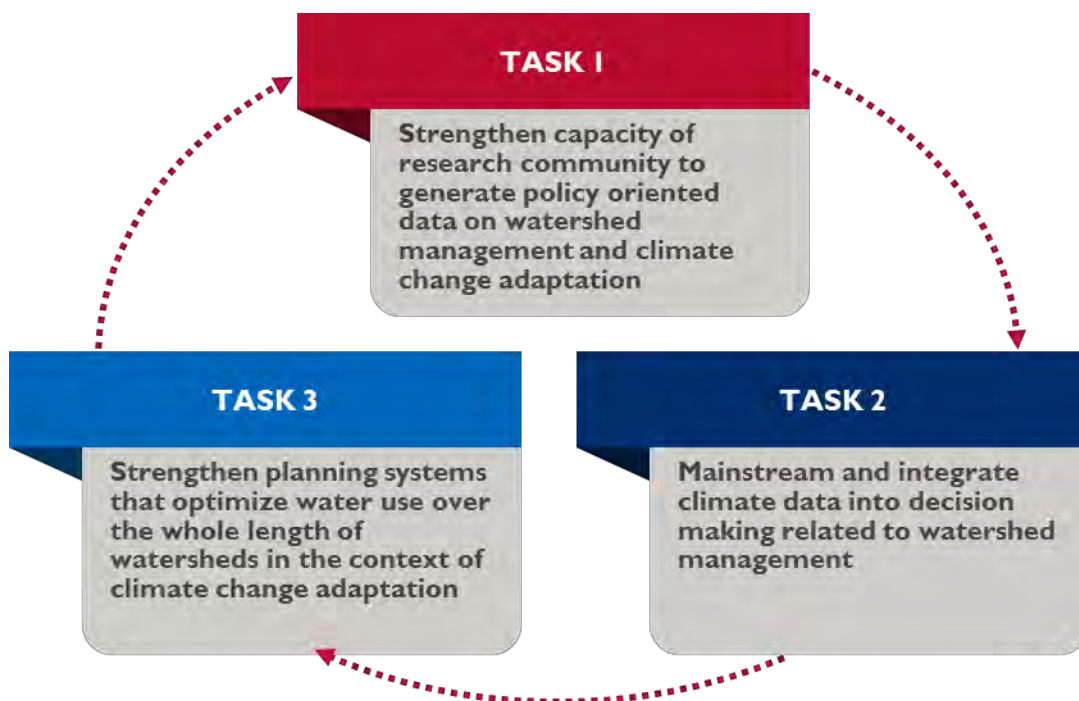 TASK 1
Strengthen capacity of
research community to
generate policy oriented
data on watershed
management and climate
change adaptation
TASK 3
Strengthen planning systems
that optimize water use over
the whole length of
watersheds in the context of
climate change adaptation
TASK 2
Mainstream and integrate
climate data into decision
making related to watershed
management